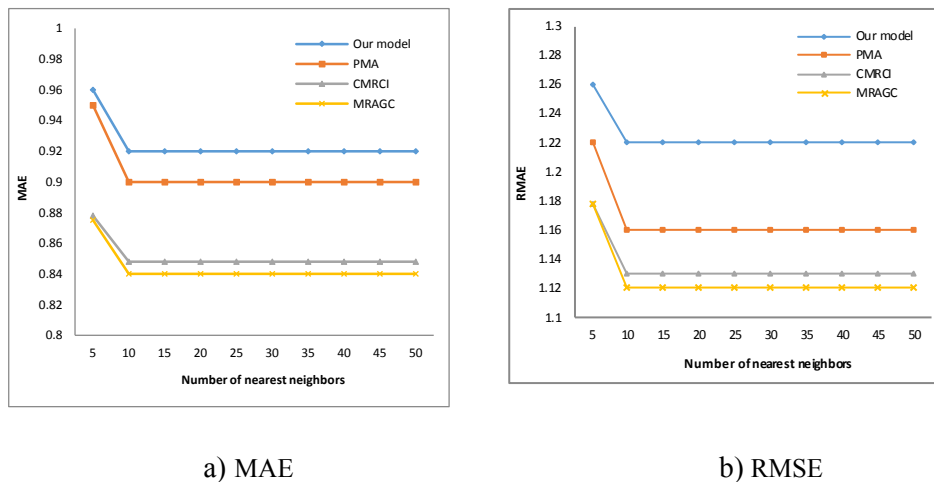 1
0.98
0.96
0.94
0.92
0.9
0.88
0.86
0.84
0.82
0.8
MAE
5 10 15 20 25 30 35 40 45 50
Number of nearest neighbors
Our model
PMA
CMRCI
MRAGC
1.3
1.28
1.26
1.24
1.22
1.2
1.18
1.16
1.14
1.12
1.1
RMAE
5 10 15 20 25 30 35 40 45 50
Number of nearest neighbors
Our model
PMA
CMRCI
MRAGC
a) MAE
b) RMSE